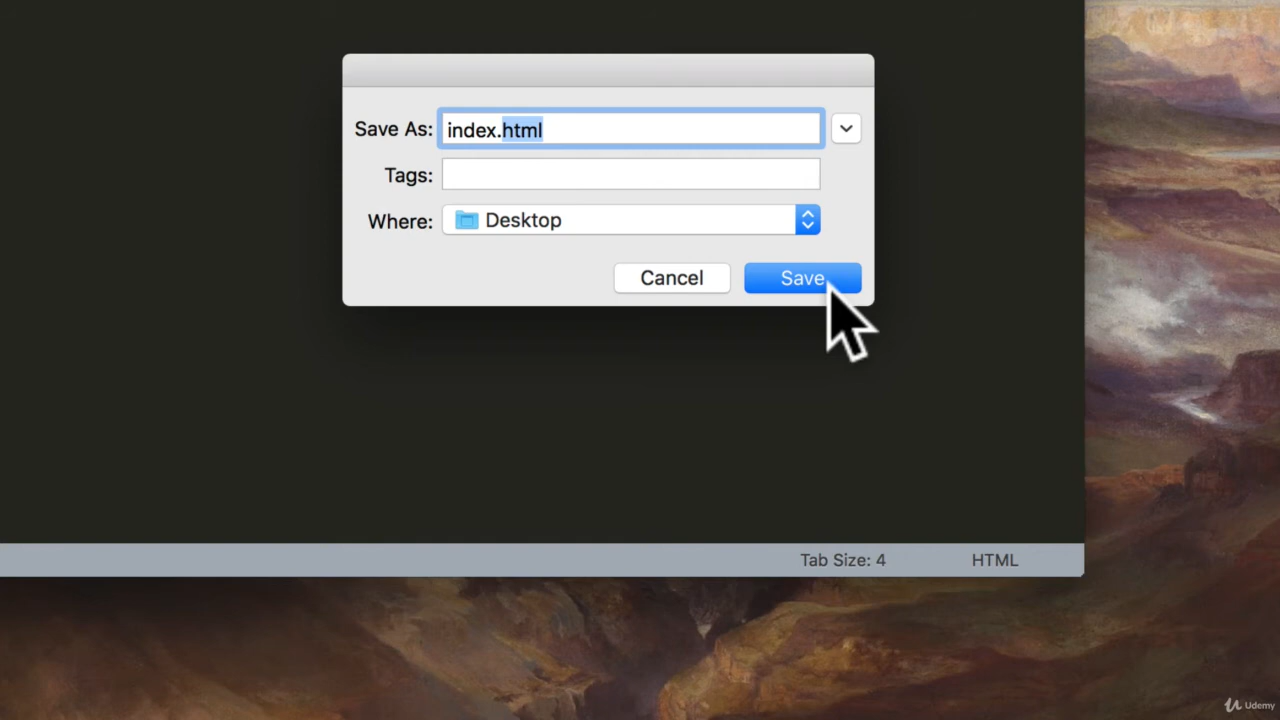 Save As: index.html
Tags:
Where: Desktop
Cancel Save
Tab Size: 4 HTML
Udemy